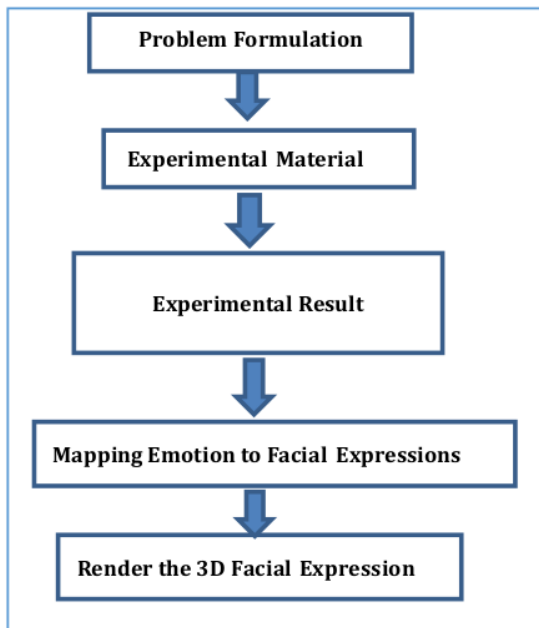 Problem Formulation
Experimental Material
Experimental Result
Mapping Emotion to Facial Expressions
Render the 3D Facial Expression